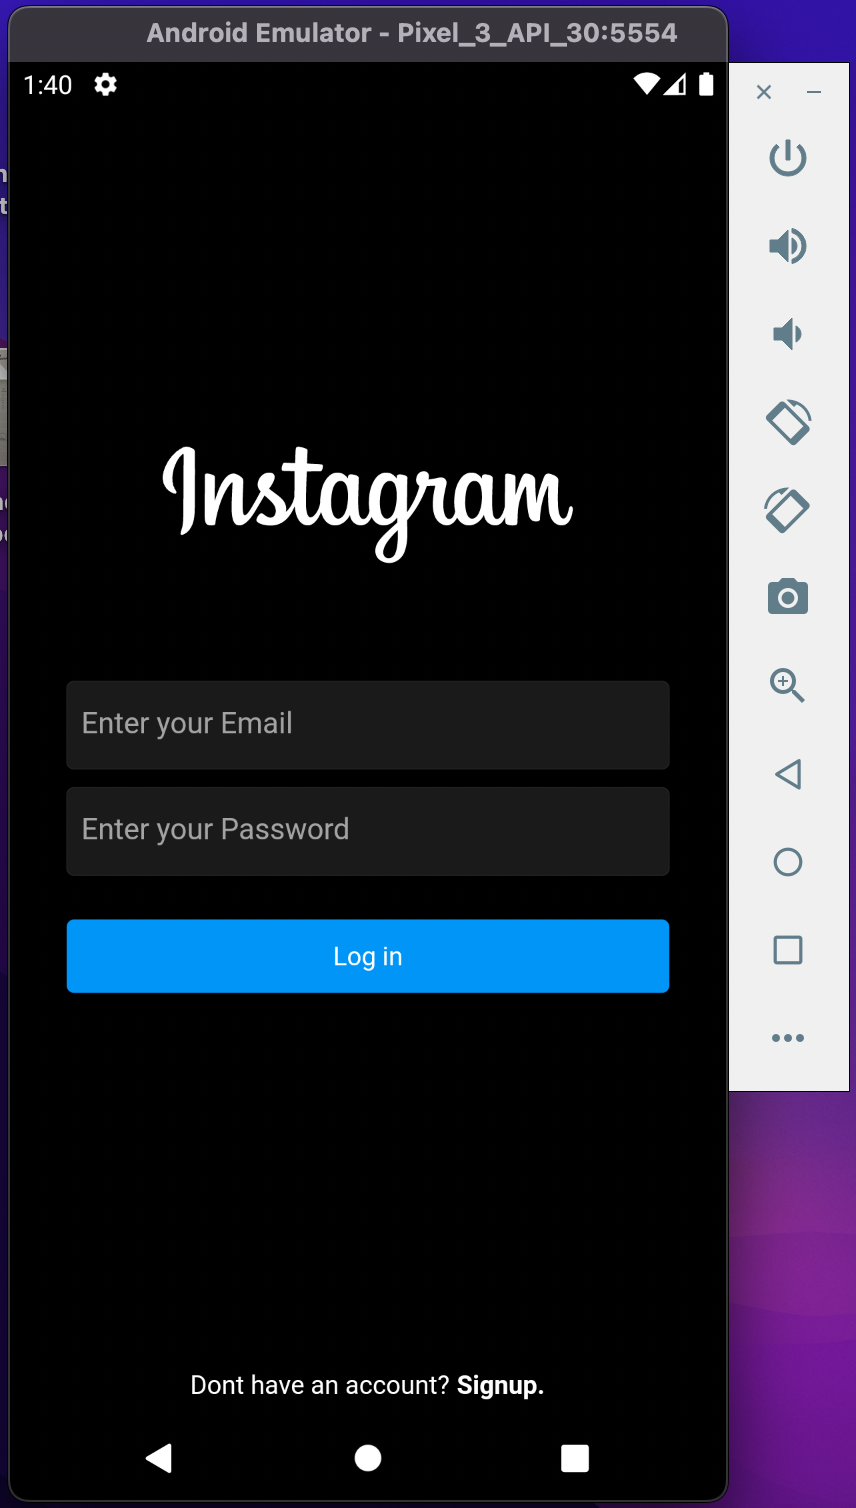 Android Emulator - Pixel_3_API_30:5554
1:40
Instagram
Enter your Email
Enter your Password
Log in
Dont have an account? Signup.